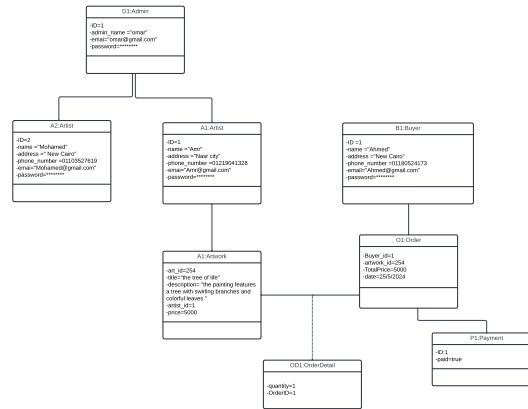 D1:Admin
-ID=1
-admin_name ="omar"
-emai="omar@gmail.com"
-password=********
A2:Artist
-ID=2
-name ="Mohamed"
-address =" New Cairo"
-phone_number =01103527619
-emai="Mohamed@gmail.com"
-password=********
A1:Artist
-ID=1
-name ="Amr"
-address ="Nasr city"
-phone_number =01219041328
-emai="Amr@gmail.com"
-password=********
B1:Buyer
-ID =1
-name ="Ahmed"
-address ="New Cairo"
-phone_number =01180524173
-email="Ahmed@gmail.com"
-password=********
A1:Artwork
-art_id=254
-title="the tree of life"
-description= "the painting features
a tree with swirling branches and
colorful leaves "
-artist_id=1
-price=5000
O1:Order
-Buyer_id=1
-artwork_id=254
-TotalPrice=5000
-date=25/5/2024
P1:Payment
-ID:1
-paid=true
OD1:OrderDetail
-quantity=1
-OrderID=1